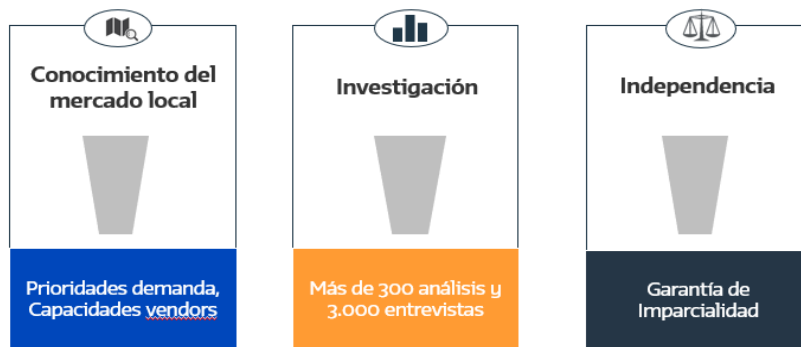 Conocimiento del
mercado local
Prioridades demanda,
Capacidades vendors
Investigación
Más de 300 análisis y
3.000 entrevistas
Independencia
Garantía de
Imparcialidad